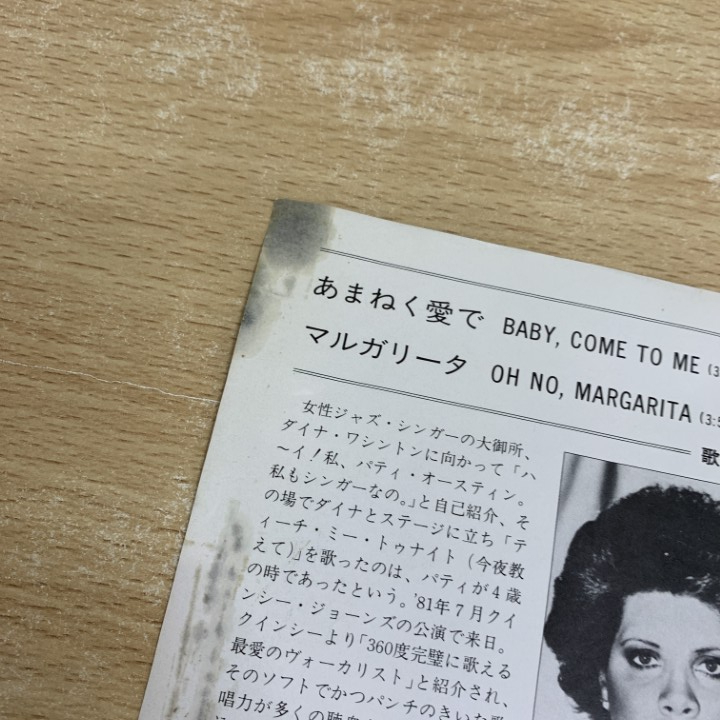 あまねく愛で BABY, COME TO ME (3
マルガリータ OH NO, MARGARITA (3:5
歌
女性ジャズ・シンガーの大御所、
ダイナ・ワシントンに向かって「ハ
〜イ！私、パティ・オースティン。
私もシンガーなの。」と自己紹介、そ
の場でダイナとステージに立ち「テ
ィーチ・ミー・トゥナイト（今夜教
えて）」を歌ったのは、パティが4歳
の時であったという。'81年7月クイ
ンシー・ジョーンズの公演で来日。
クインシーより「360度完璧に歌える
最愛のヴォーカリスト」と紹介され、
そのソフトでかつパンチのきいた歌
唱力が多くの聴衆